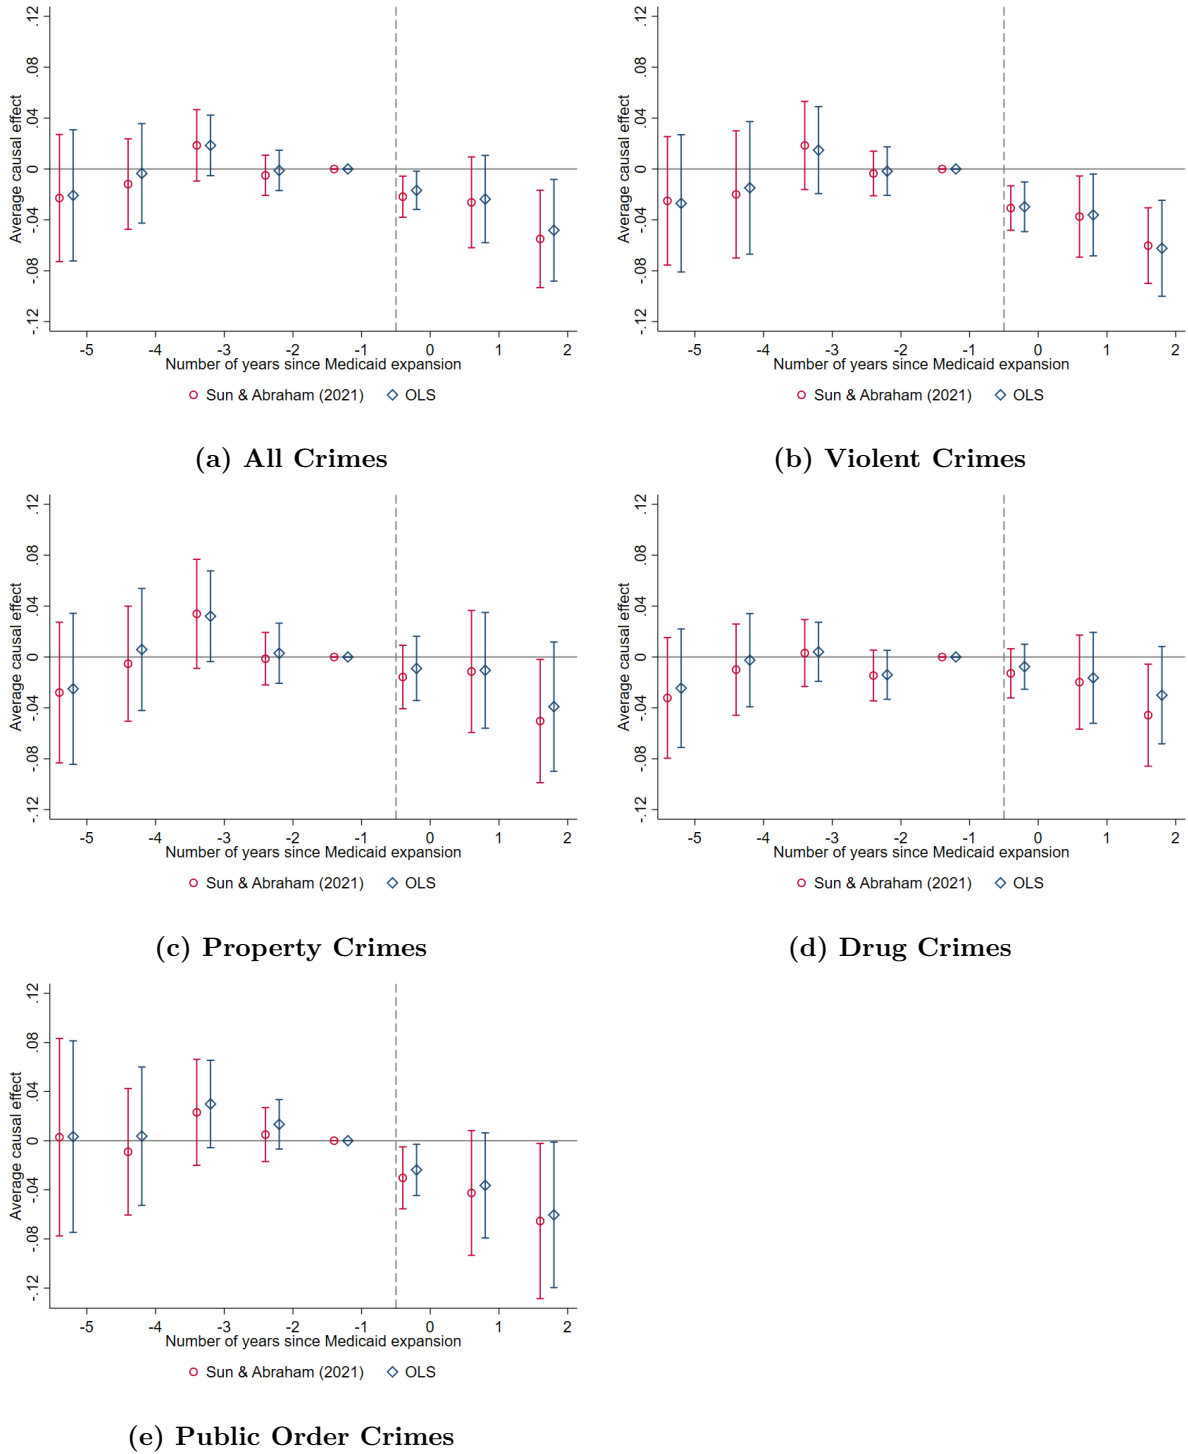 .12
.08
.04
0
-.04
-.08
-.12
Average causal effect
-5 -4 -3 -2 -1 0 1 2
Number of years since Medicaid expansion
Sun & Abraham (2021) OLS
(a) All Crimes
.12
.08
.04
0
-.04
-.08
-.12
Average causal effect
-5 -4 -3 -2 -1 0 1 2
Number of years since Medicaid expansion
Sun & Abraham (2021) OLS
(b) Violent Crimes
.12
.08
.04
0
-.04
-.08
-.12
Average causal effect
-5 -4 -3 -2 -1 0 1 2
Number of years since Medicaid expansion
Sun & Abraham (2021) OLS
(c) Property Crimes
.12
.08
.04
0
-.04
-.08
-.12
Average causal effect
-5 -4 -3 -2 -1 0 1 2
Number of years since Medicaid expansion
Sun & Abraham (2021) OLS
(d) Drug Crimes
.12
.08
.04
0
-.04
-.08
-.12
Average causal effect
-5 -4 -3 -2 -1 0 1 2
Number of years since Medicaid expansion
Sun & Abraham (2021) OLS
(e) Public Order Crimes